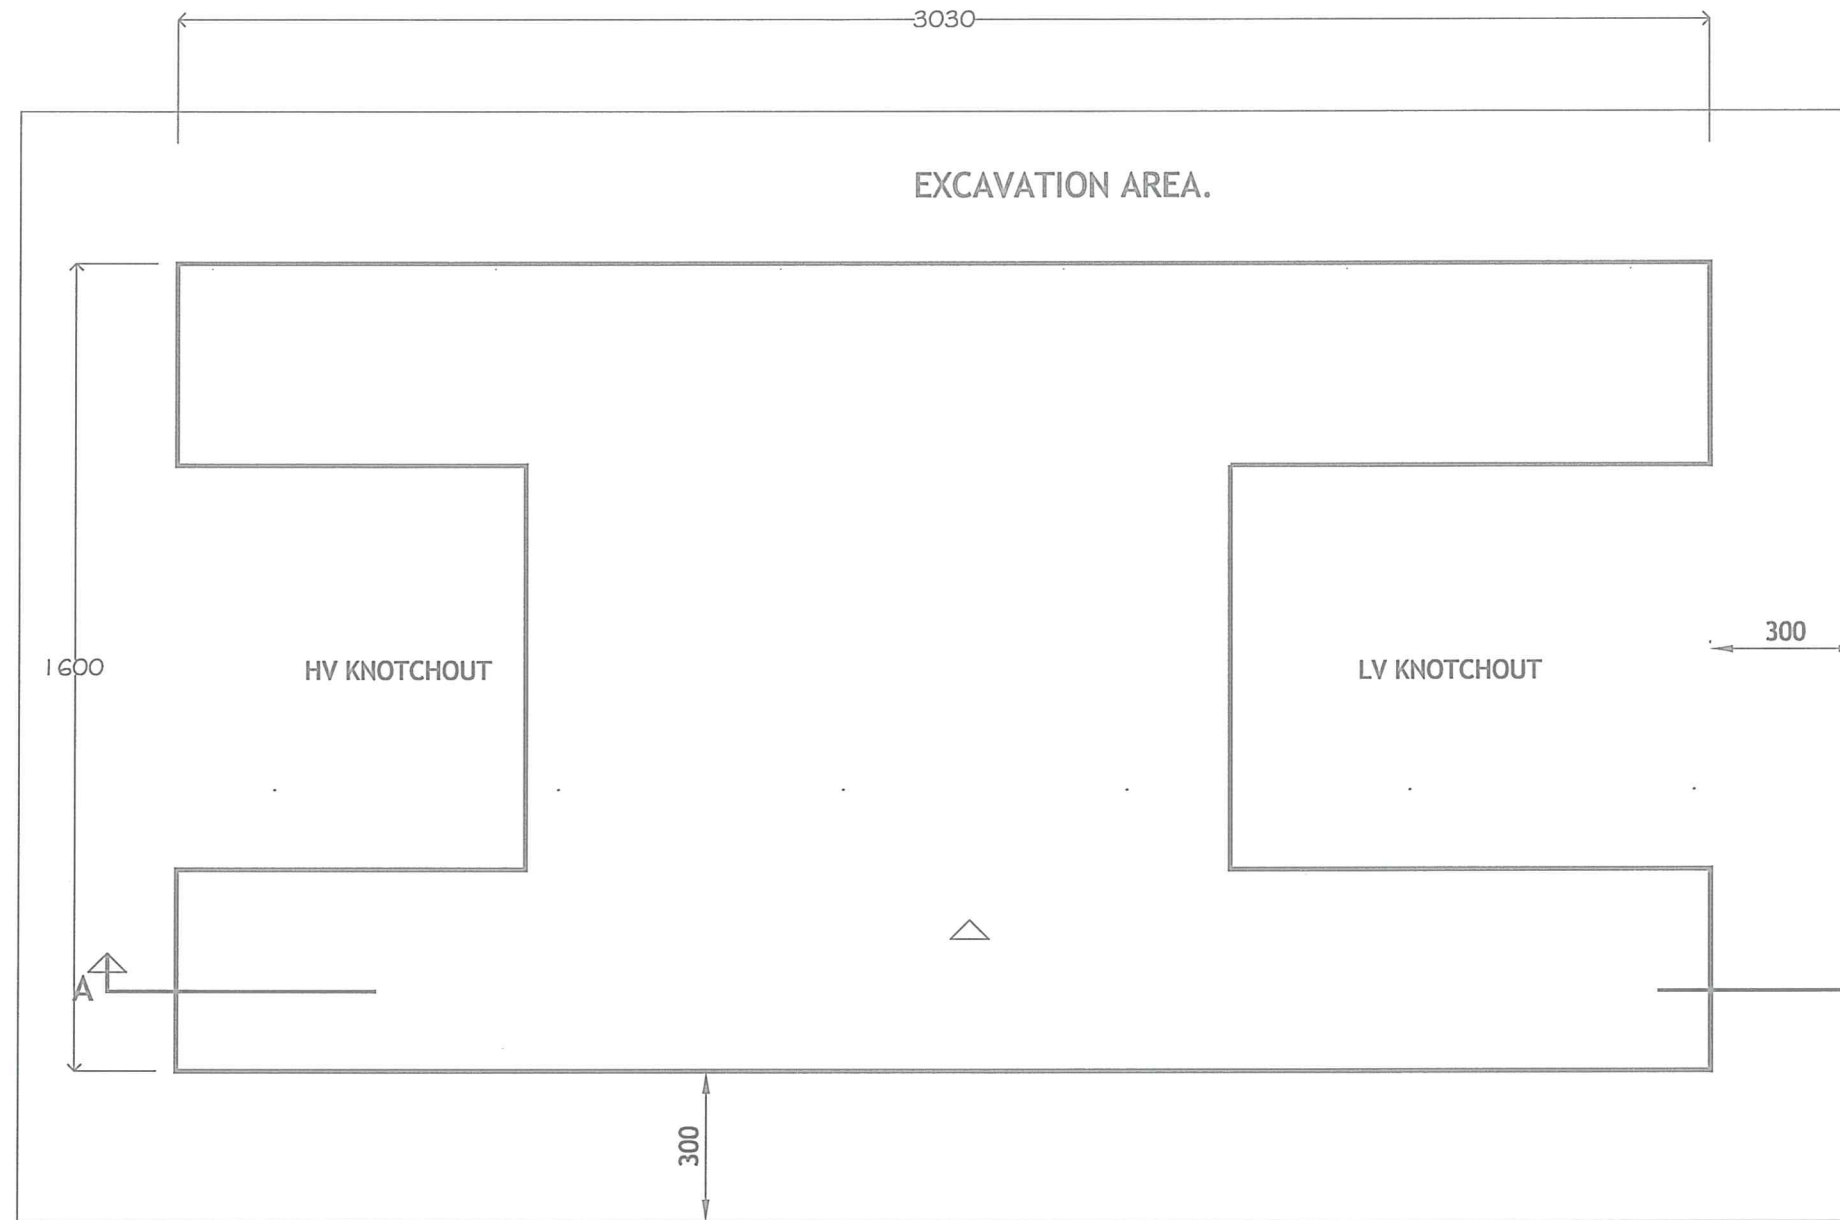 3030
EXCAVATION AREA.
1600
HV KNOTCHOUT
LV KNOTCHOUT
300
A
300